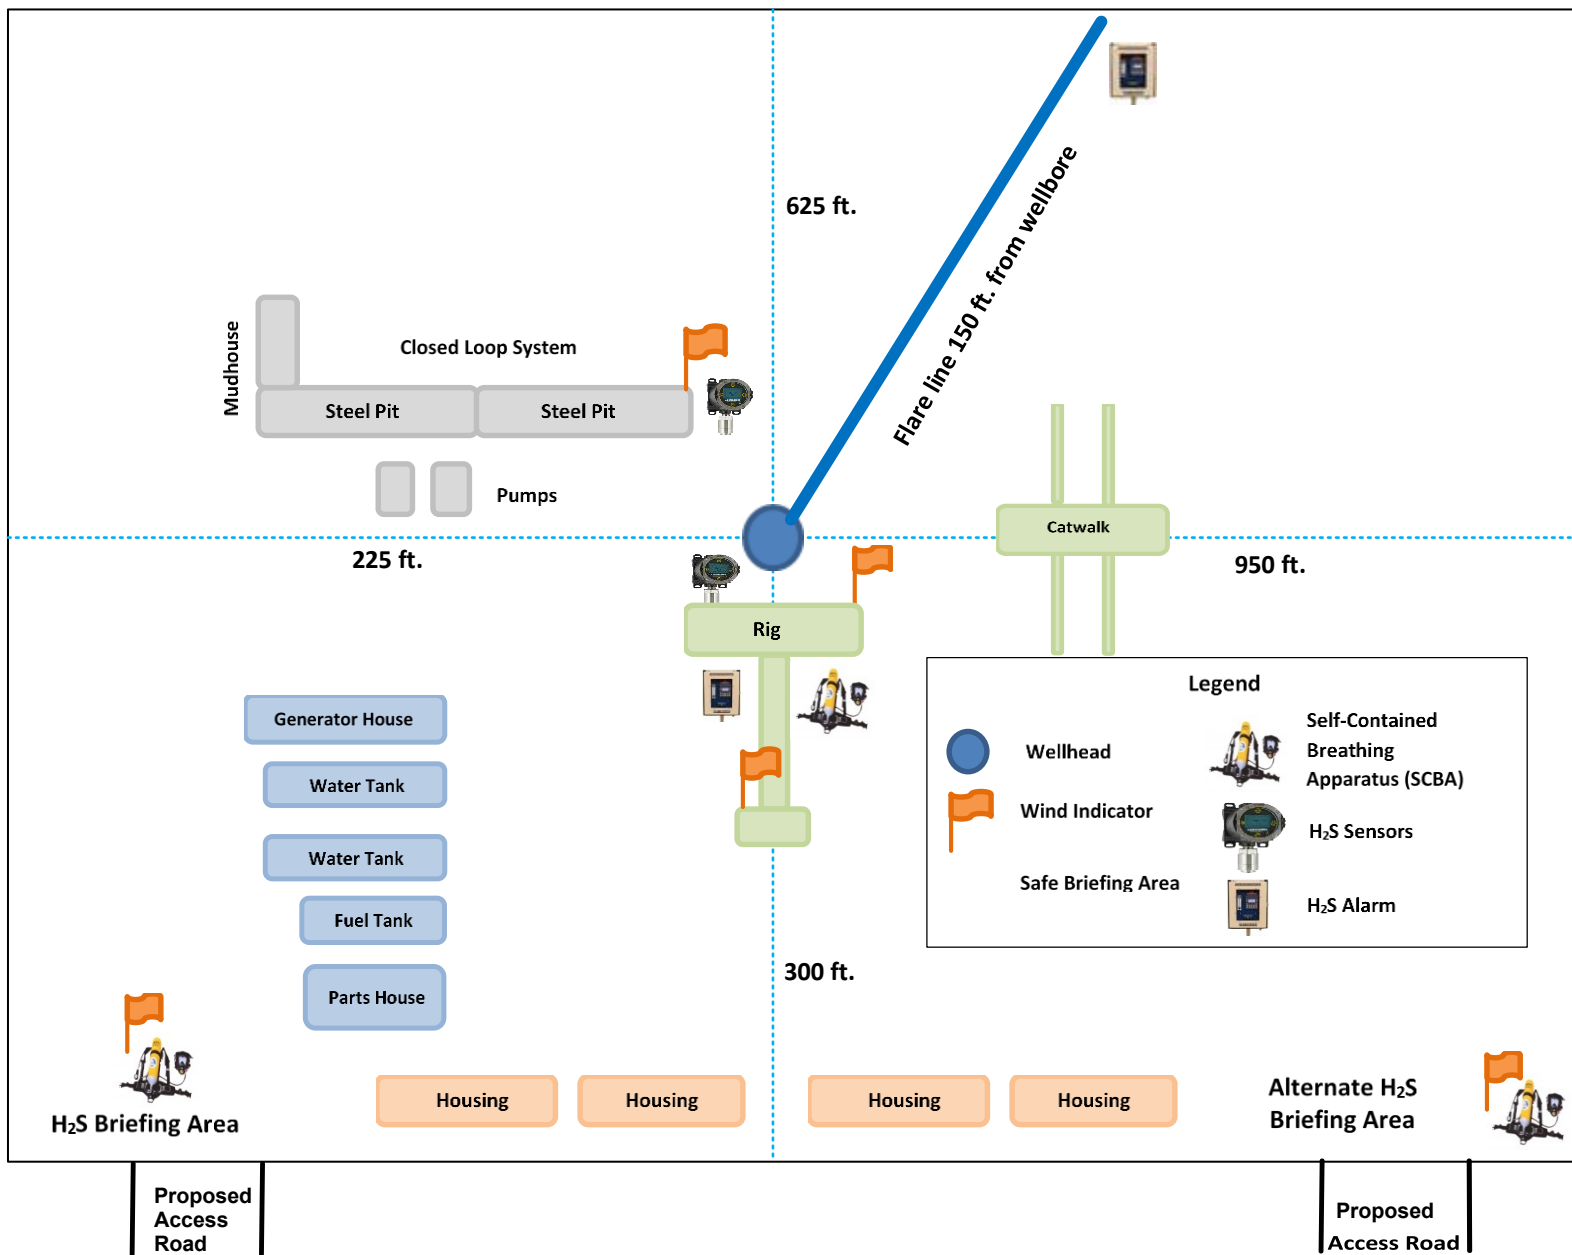 625 ft.
Flare line 150 ft. from wellbore
Mudhouse
Closed Loop System
Steel Pit
Steel Pit
Pumps
Catwalk
225 ft.
950 ft.
Rig
Legend
Wellhead
Self-Contained
Breathing
Apparatus (SCBA)
Wind Indicator
H₂S Sensors
Safe Briefing Area
H₂S Alarm
Generator House
Water Tank
Water Tank
Fuel Tank
Parts House
300 ft.
H₂S Briefing Area
Housing
Housing
Housing
Housing
Alternate H₂S
Briefing Area
Proposed
Access
Road
Proposed
Access Road